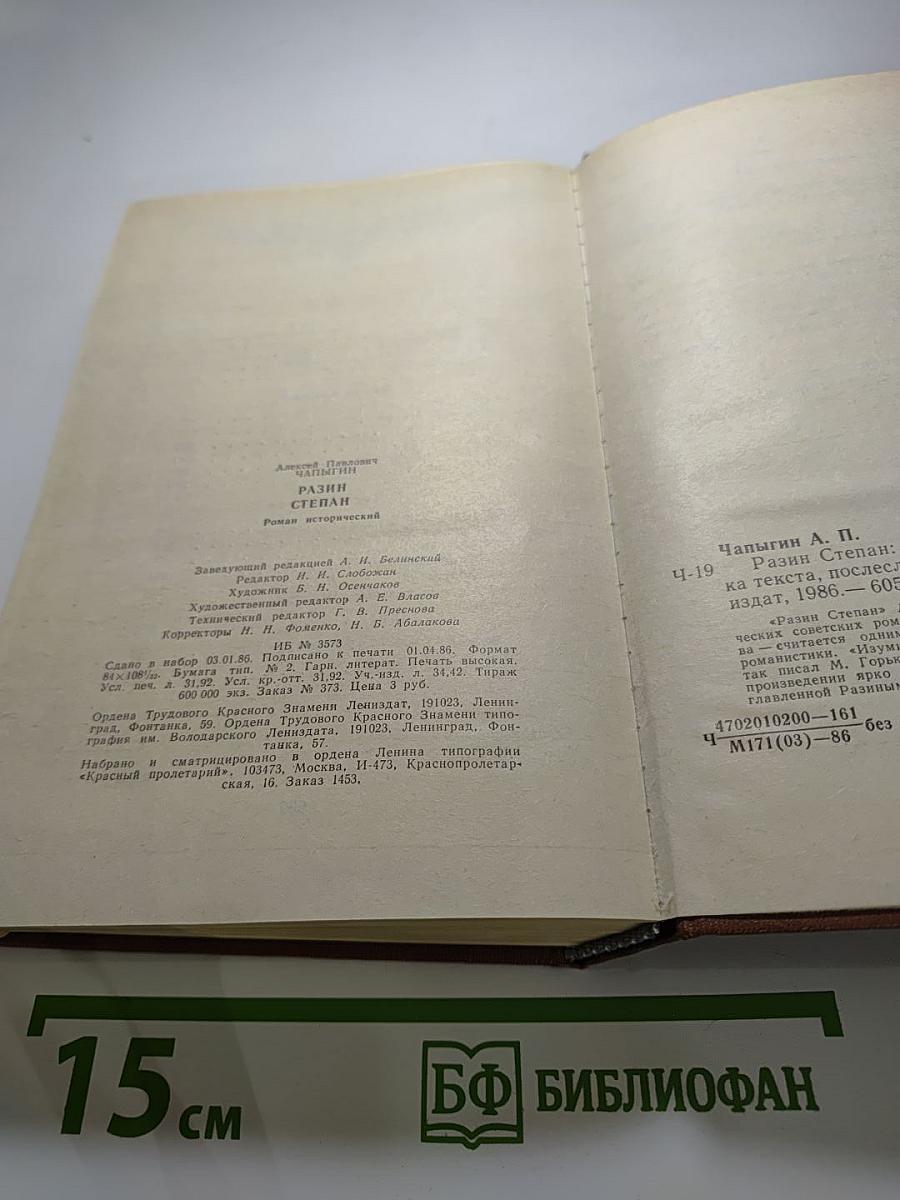 Алексей Павлович
ЧАПЫГИН
РАЗИН
СТЕПАН
Роман исторический
Заведующий редакцией А. И. Белинский
Редактор И. И. Слобожан
Художник Б. Н. Осенчаков
Художественный редактор А. Е. Власов
Технический редактор Г. В. Преснова
Корректоры Н. Н. Фоменко, Н. Б. Абалакова
ИБ № 3573
Сдано в набор 03.01.86. Подписано к печати 01.04.86. Формат
84×108¹/₃₂. Бумага тип. № 2. Гарн. литерат. Печать высокая.
Усл. печ. л. 31,92. Усл. кр.-отт. 31,92. Уч.-изд. л. 34,42. Тираж
600 000 экз. Заказ № 373. Цена 3 руб.
Ордена Трудового Красного Знамени Лениздат, 191023, Ленин-
град, Фонтанка, 59. Ордена Трудового Красного Знамени типо-
графия им. Володарского Лениздата, 191023, Ленинград, Фон-
танка, 57.
Набрано и сматрицировано в ордена Ленина типографии
«Красный пролетарий», 103473, Москва, И-473, Краснопролетар-
ская, 16. Заказ 1453.
Чапыгин А. П.
Ч-19 Разин Степан:
ка текста, послесл
издат, 1986.— 605
«Разин Степан»
ческих советских ром
ва — считается одним
романистики. «Изуми
так писал М. Горьк
произведении ярко
главленной Разиным
Ч 4702010200—161 без
М171(03)—86
15 см
БФ БИБЛИОФАН